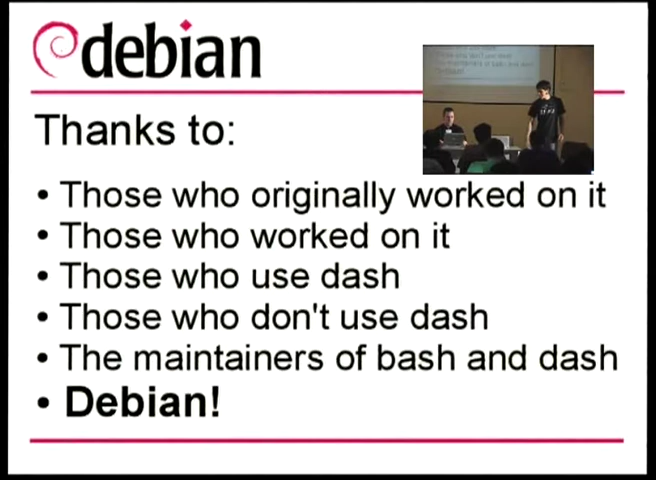 debian
Thanks to:
• Those who originally worked on it
• Those who worked on it
• Those who use dash
• Those who don't use dash
• The maintainers of bash and dash
• Debian!